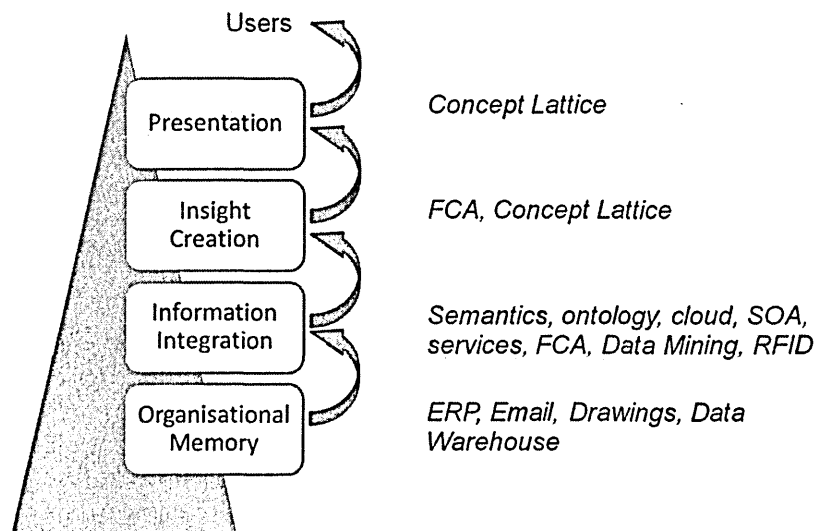 Users
Presentation
Concept Lattice
Insight
Creation
FCA, Concept Lattice
Information
Integration
Semantics, ontology, cloud, SOA,
services, FCA, Data Mining, RFID
Organisational
Memory
ERP, Email, Drawings, Data
Warehouse